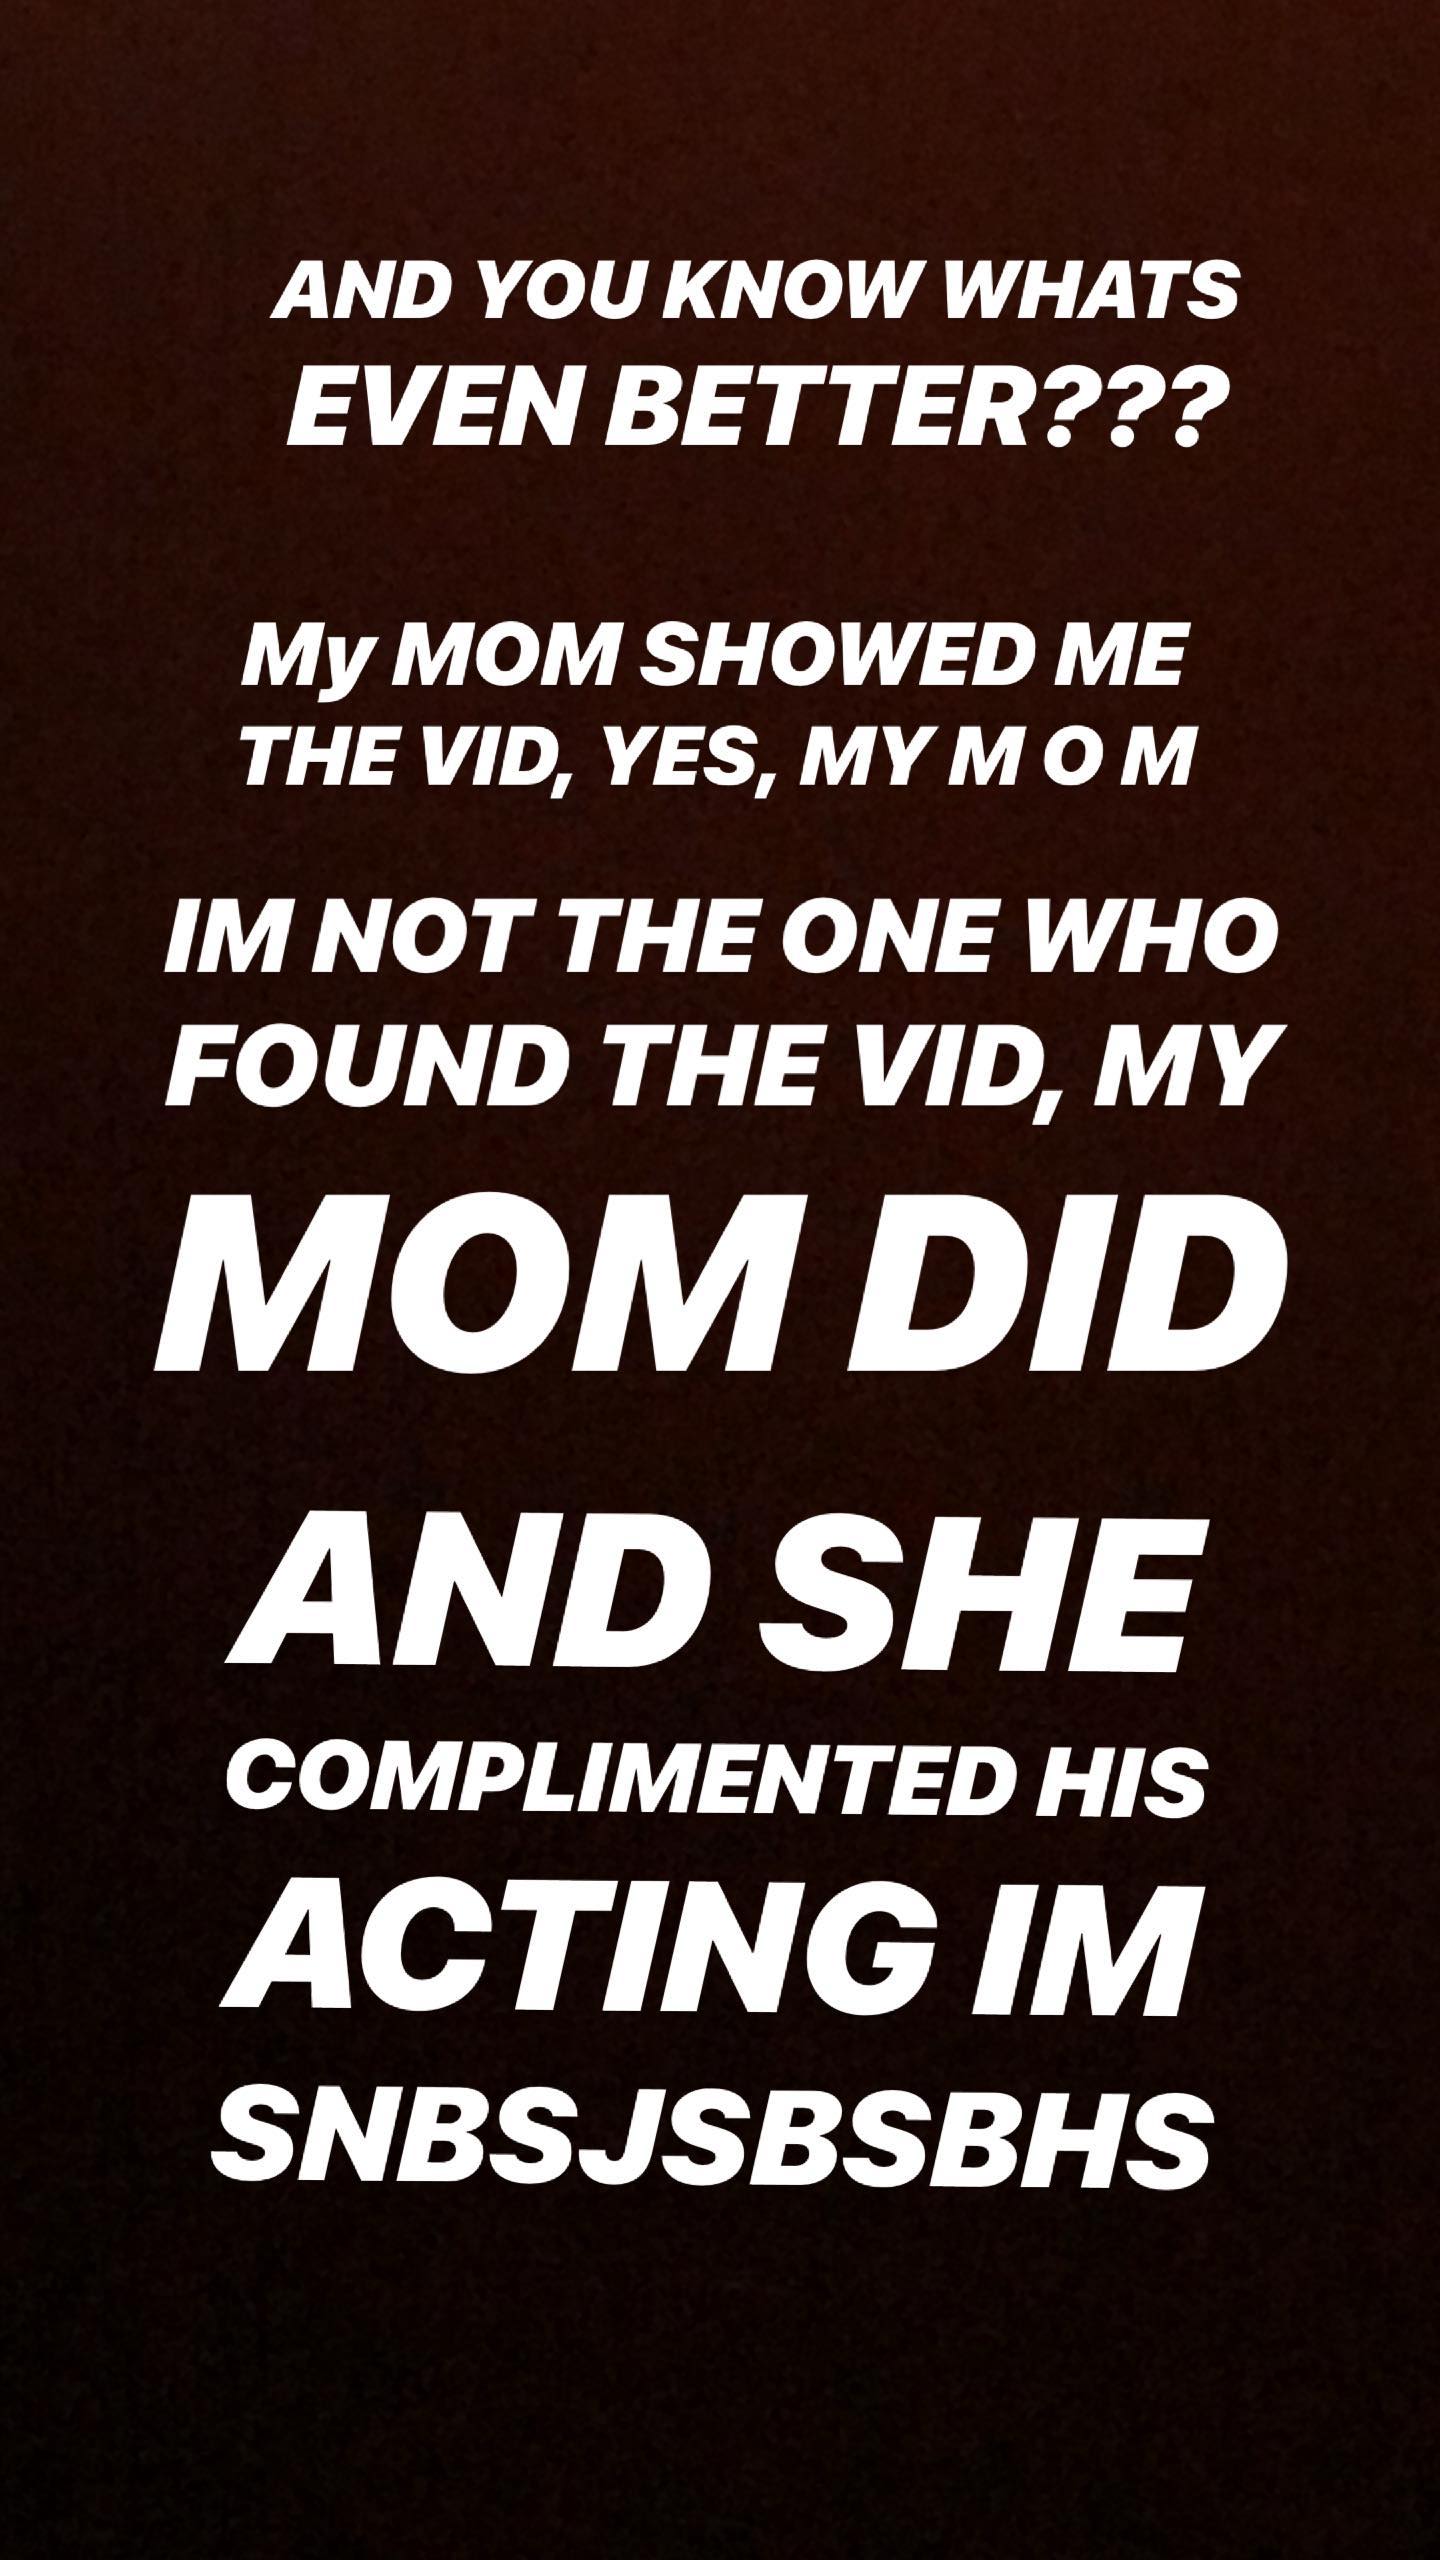 AND YOU KNOW WHATS
EVEN BETTER???
My MOM SHOWED ME
THE VID, YES, MY M O M
IM NOT THE ONE WHO
FOUND THE VID, MY
MOM DID
AND SHE
COMPLIMENTED HIS
ACTING IM
SNBSJSBSBHS